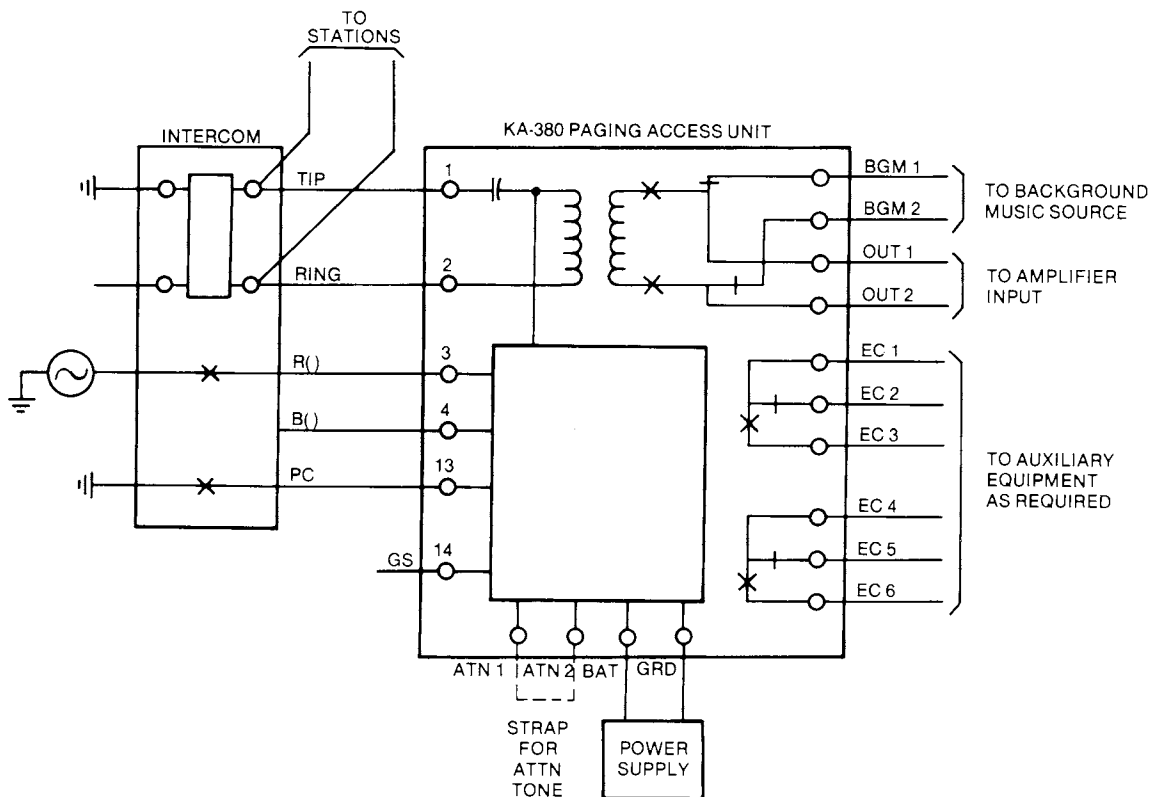 TO
STATIONS
INTERCOM
KA-380 PAGING ACCESS UNIT
TIP
1
BGM 1
BGM 2
TO BACKGROUND
MUSIC SOURCE
RING
2
OUT 1
OUT 2
TO AMPLIFIER
INPUT
R()
3
B()
4
PC
13
GS
14
EC 1
EC 2
EC 3
EC 4
EC 5
EC 6
TO AUXILIARY
EQUIPMENT
AS REQUIRED
ATN 1
ATN 2
BAT
GRD
STRAP
FOR
ATTN
TONE
POWER
SUPPLY